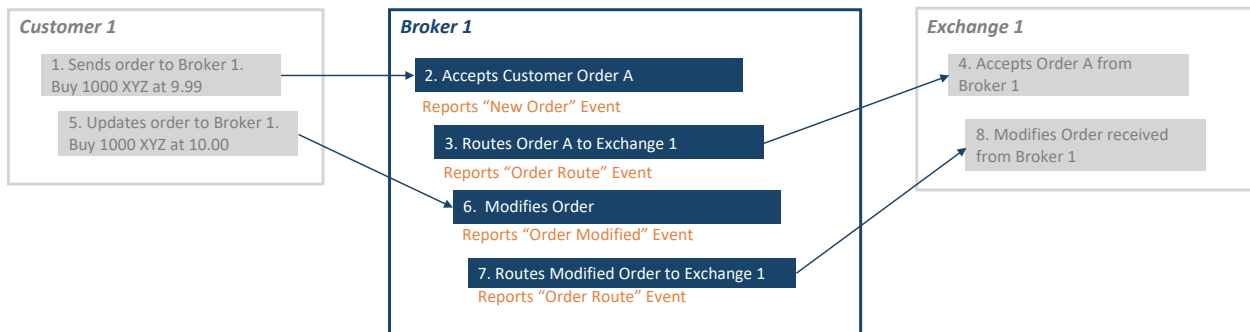 Customer 1
1. Sends order to Broker 1.
Buy 1000 XYZ at 9.99
5. Updates order to Broker 1.
Buy 1000 XYZ at 10.00
Broker 1
2. Accepts Customer Order A
Reports “New Order” Event
3. Routes Order A to Exchange 1
Reports “Order Route” Event
6. Modifies Order
Reports “Order Modified” Event
7. Routes Modified Order to Exchange 1
Reports “Order Route” Event
Exchange 1
4. Accepts Order A from
Broker 1
8. Modifies Order received
from Broker 1